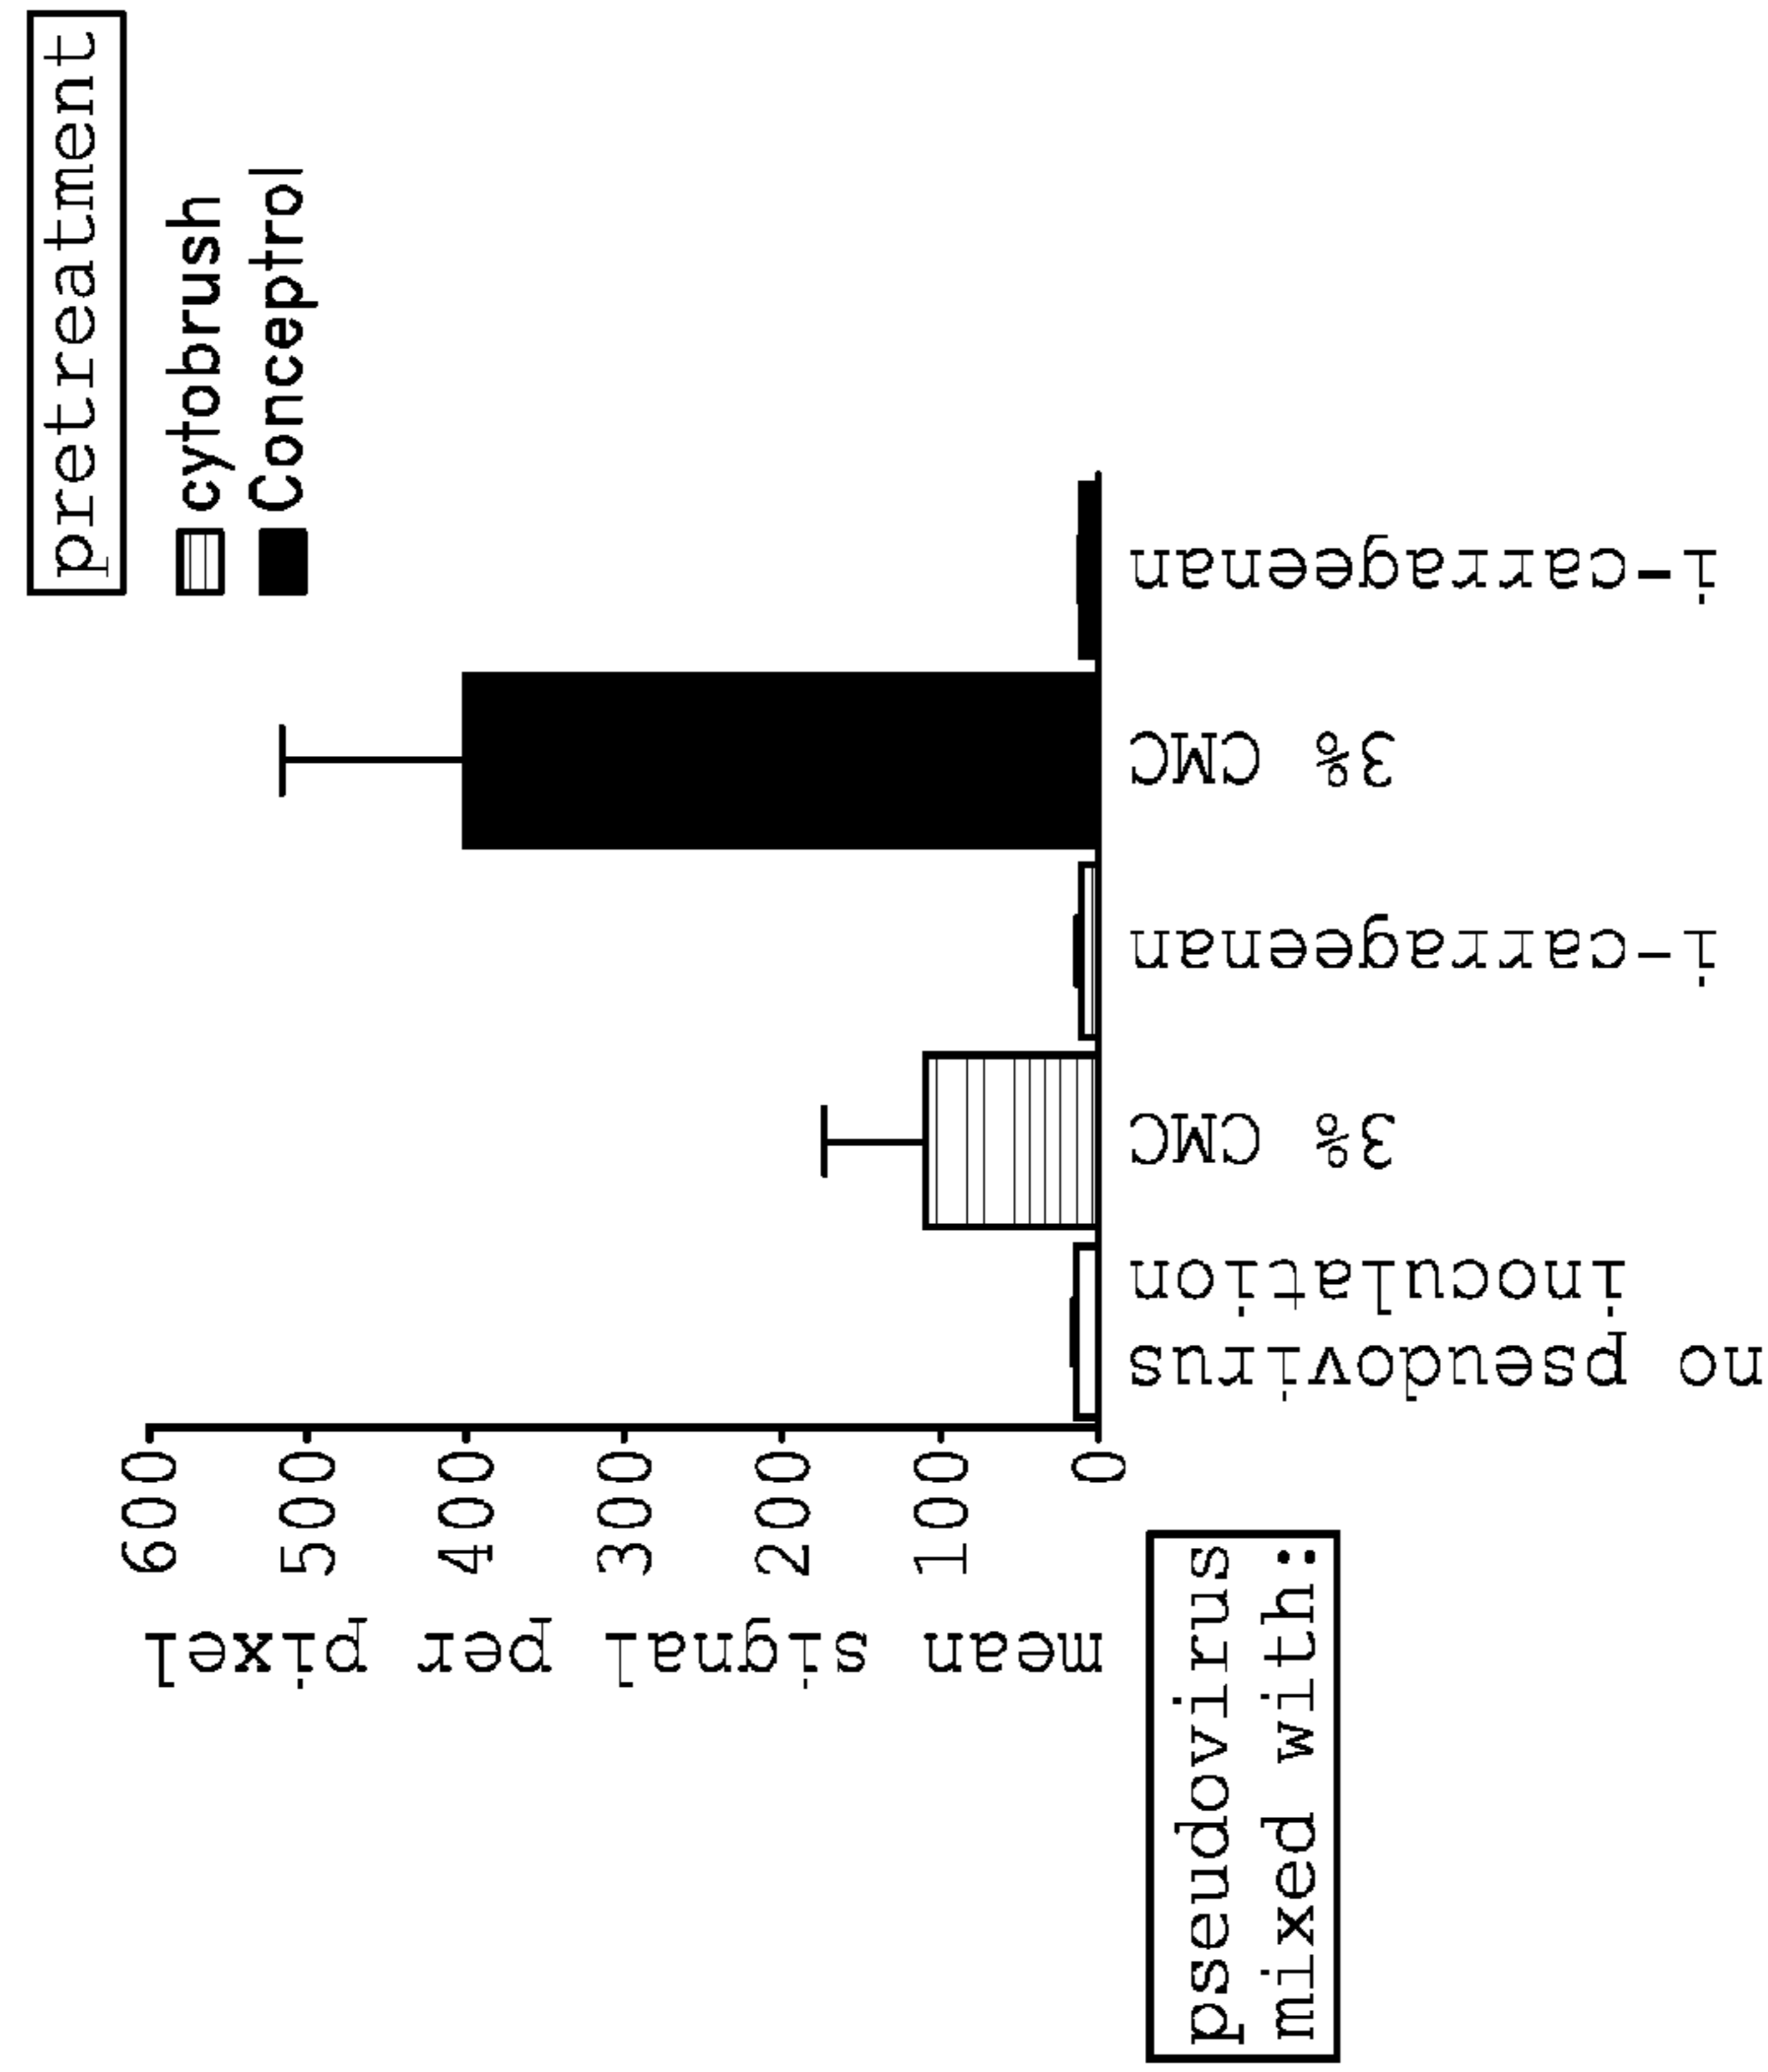 pretreatment
cytobrush
Conceptrol
mean signal per pixel
600
500
400
300
200
100
0
pseudovirus
mixed with:
no pseudovirus
inoculation
3% CMC
i-carrageenan
3% CMC
i-carrageenan